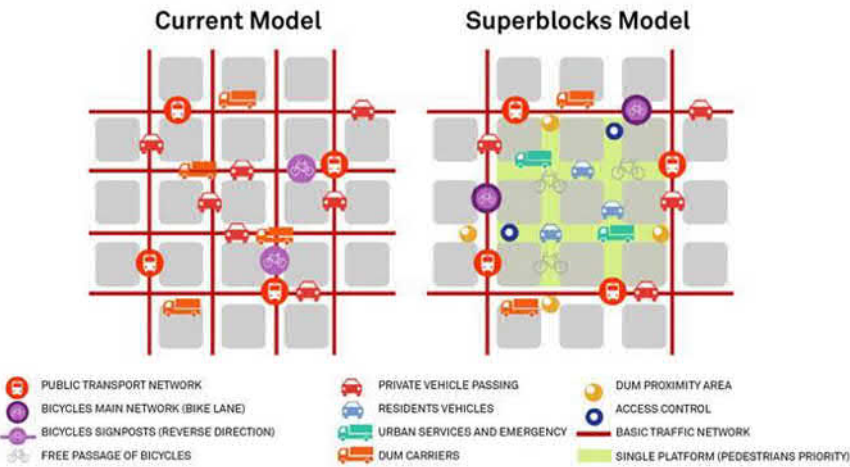 Current Model
Superblocks Model
PUBLIC TRANSPORT NETWORK
BICYCLES MAIN NETWORK (BIKE LANE)
BICYCLES SIGNPOSTS (REVERSE DIRECTION)
FREE PASSAGE OF BICYCLES
PRIVATE VEHICLE PASSING
RESIDENTS VEHICLES
URBAN SERVICES AND EMERGENCY
DUM CARRIERS
DUM PROXIMITY AREA
ACCESS CONTROL
BASIC TRAFFIC NETWORK
SINGLE PLATFORM (PEDESTRIANS PRIORITY)